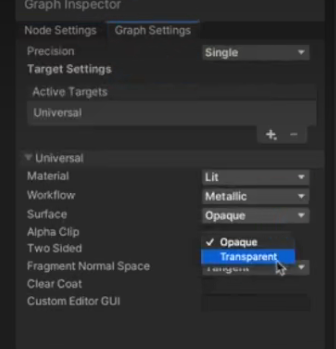 Graph Inspector
Node Settings Graph Settings
Precision Single
Target Settings
Active Targets
Universal
+ −
Universal
Material Lit
Workflow Metallic
Surface Opaque
Alpha Clip
✓ Opaque
Two Sided
Transparent
Fragment Normal Space Tangent
Clear Coat
Custom Editor GUI